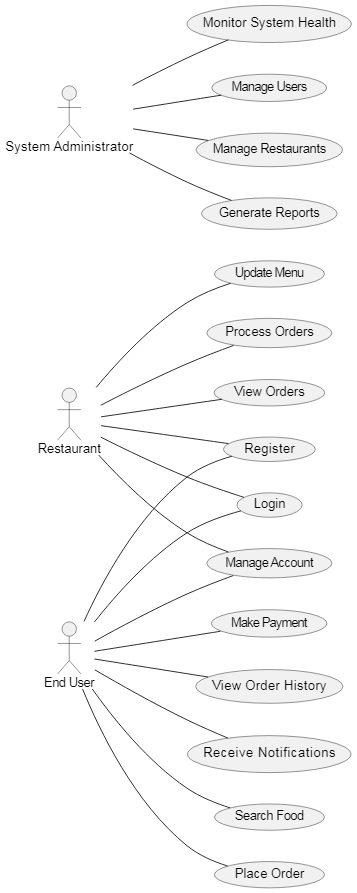 Monitor System Health
Manage Users
System Administrator
Manage Restaurants
Generate Reports
Update Menu
Process Orders
View Orders
Restaurant
Register
Login
Manage Account
Make Payment
End User
View Order History
Receive Notifications
Search Food
Place Order